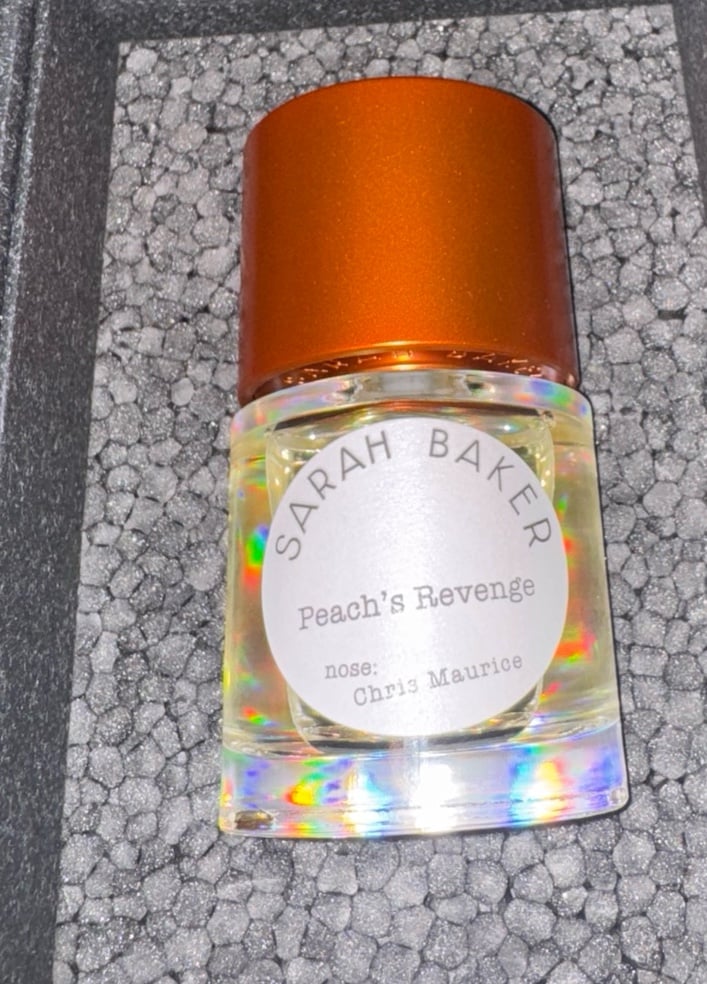 SARAH BAKER
Peach's Revenge
nose:
Chris Maurice